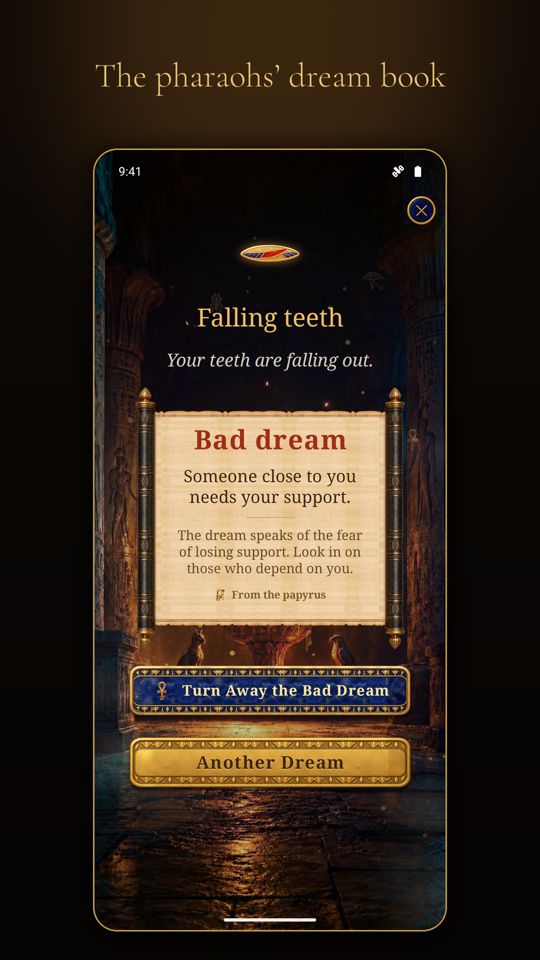 The pharaohs’ dream book
9:41
Falling teeth
Your teeth are falling out.
Bad dream
Someone close to you
needs your support.
The dream speaks of the fear
of losing support. Look in on
those who depend on you.
From the papyrus
Turn Away the Bad Dream
Another Dream